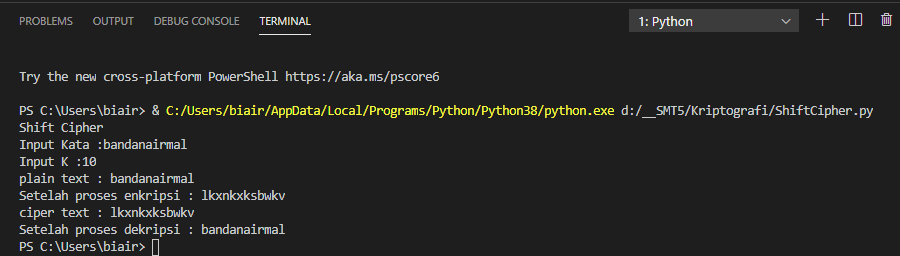 PROBLEMS OUTPUT DEBUG CONSOLE TERMINAL 1: Python
Try the new cross-platform PowerShell https://aka.ms/pscore6
PS C:\Users\biair> & C:/Users/biair/AppData/Local/Programs/Python/Python38/python.exe d:/__SMT5/Kriptografi/ShiftCipher.py
Shift Cipher
Input Kata :bandanairmal
Input K :10
plain text : bandanairmal
Setelah proses enkripsi : lkxnkxksbwkv
ciper text : lkxnkxksbwkv
Setelah proses dekripsi : bandanairmal
PS C:\Users\biair>